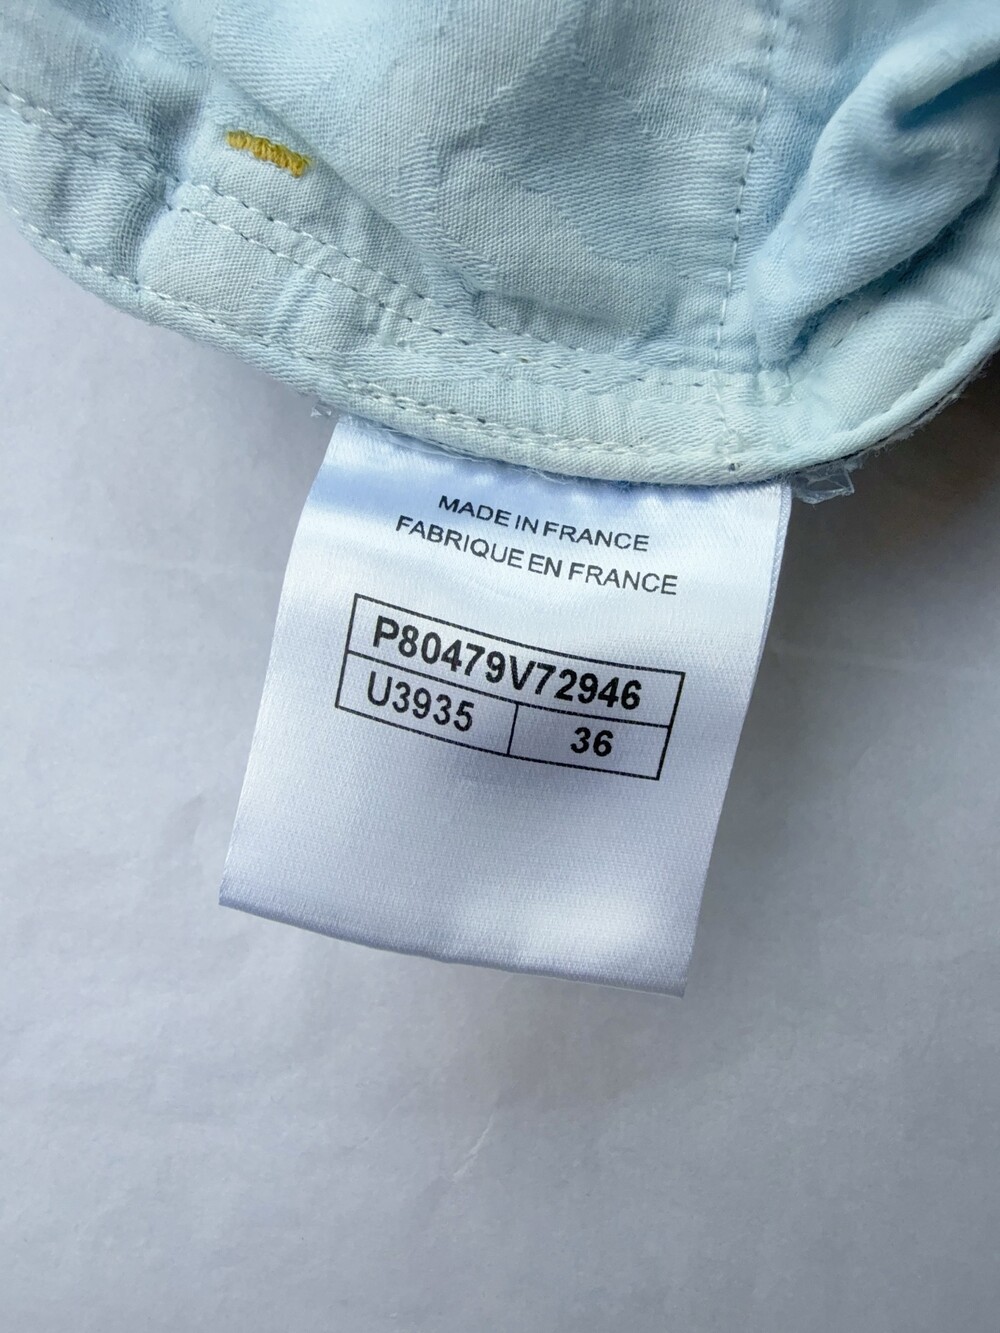 MADE IN FRANCE
FABRIQUE EN FRANCE
P80479V72946
U3935 36